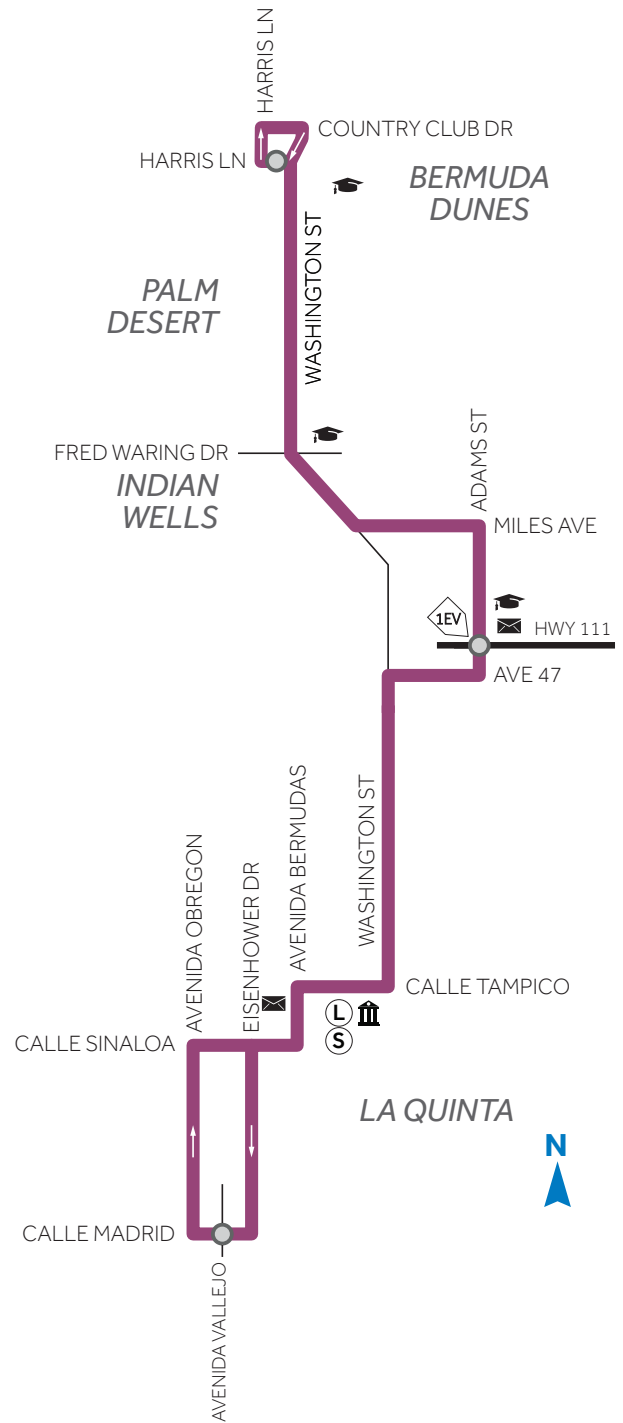 HARRIS LN
COUNTRY CLUB DR
HARRIS LN
BERMUDA
DUNES
WASHINGTON ST
PALM
DESERT
ADAMS ST
FRED WARING DR
INDIAN
WELLS
MILES AVE
1EV
HWY 111
AVE 47
WASHINGTON ST
AVENIDA BERMUDAS
AVENIDA OBREGON
EISENHOWER DR
CALLE TAMPICO
L
S
CALLE SINALOA
LA QUINTA
N
CALLE MADRID
AVENIDA VALLEJO